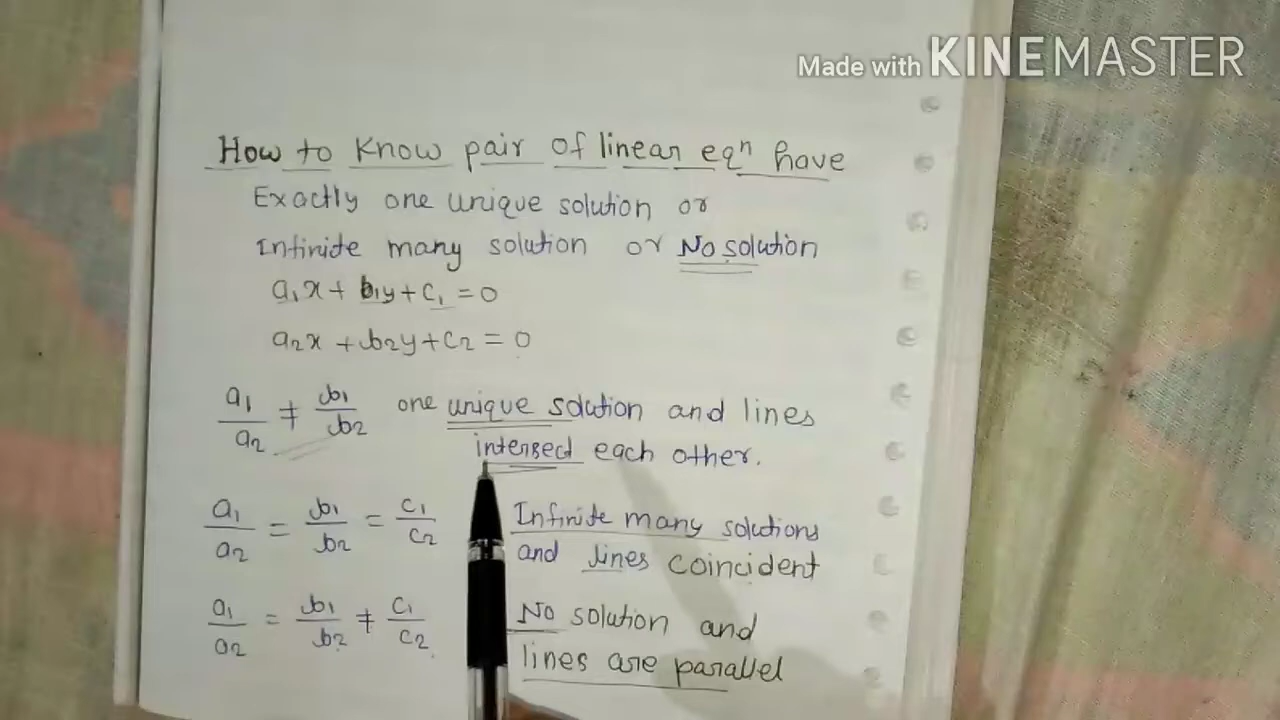 Made with KINEMASTER
How to Know pair of linear eqⁿ have
Exactly one unique solution or
Infinite many solution or No solution
a₁x + b₁y + c₁ = 0
a₂x + b₂y + c₂ = 0
a₁/a₂ ≠ b₁/b₂ one unique solution and lines
intersect each other.
a₁/a₂ = b₁/b₂ = c₁/c₂ Infinite many solutions
and lines coincident
a₁/a₂ = b₁/b₂ ≠ c₁/c₂ No solution and
lines are parallel